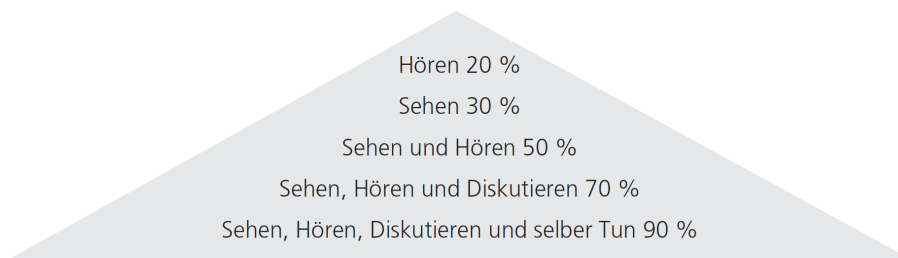 Hören 20 %
Sehen 30 %
Sehen und Hören 50 %
Sehen, Hören und Diskutieren 70 %
Sehen, Hören, Diskutieren und selber Tun 90 %